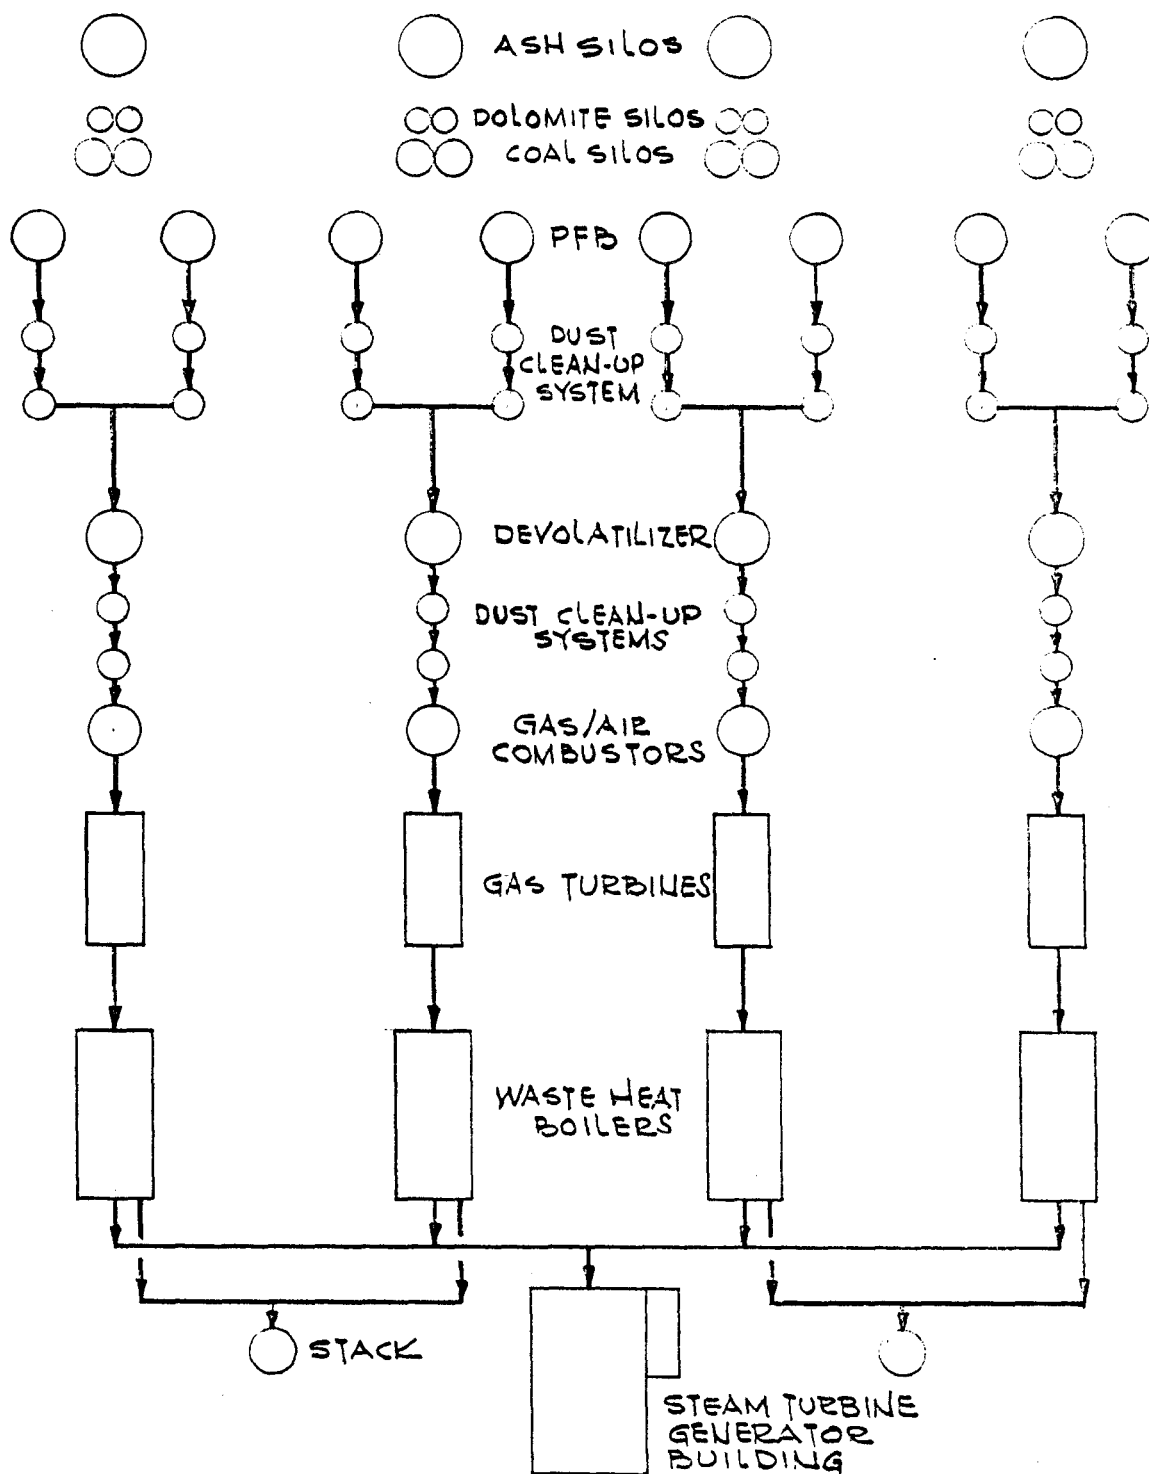 ASH SILOS
DOLOMITE SILOS
COAL SILOS
PFB
DUST
CLEAN-UP
SYSTEM
DEVOLATILIZER
DUST CLEAN-UP
SYSTEMS
GAS/AIR
COMBUSTORS
GAS TURBINES
WASTE HEAT
BOILERS
STACK
STEAM TURBINE
GENERATOR
BUILDING